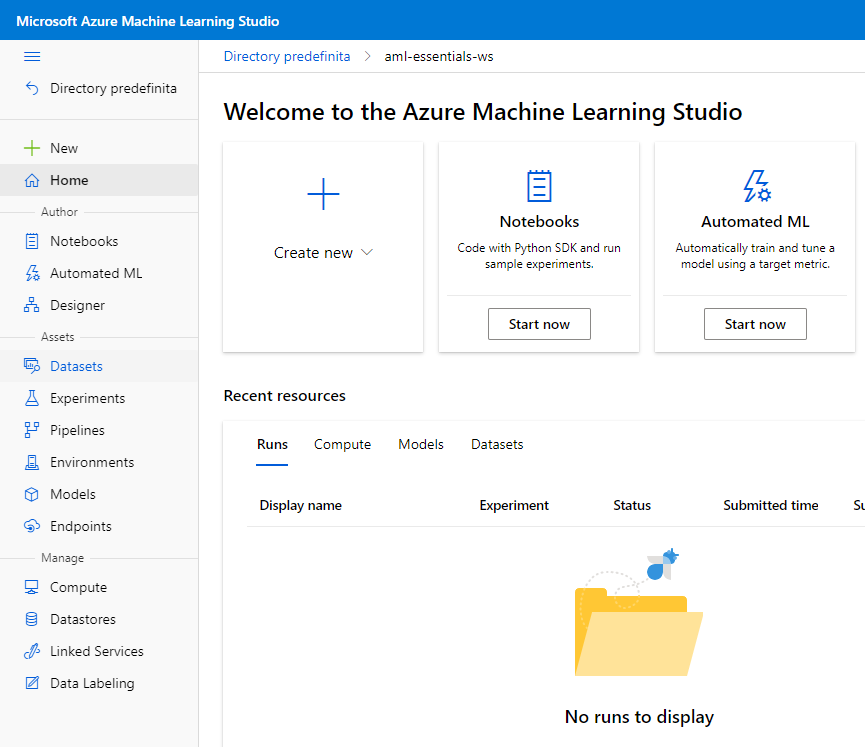 Microsoft Azure Machine Learning Studio
Directory predefinita
New
Home
Author
Notebooks
Automated ML
Designer
Assets
Datasets
Experiments
Pipelines
Environments
Models
Endpoints
Manage
Compute
Datastores
Linked Services
Data Labeling
Directory predefinita > aml-essentials-ws
Welcome to the Azure Machine Learning Studio
Create new
Notebooks
Code with Python SDK and run
sample experiments.
Start now
Automated ML
Automatically train and tune a
model using a target metric.
Start now
Recent resources
Runs Compute Models Datasets
Display name Experiment Status Submitted time
No runs to display